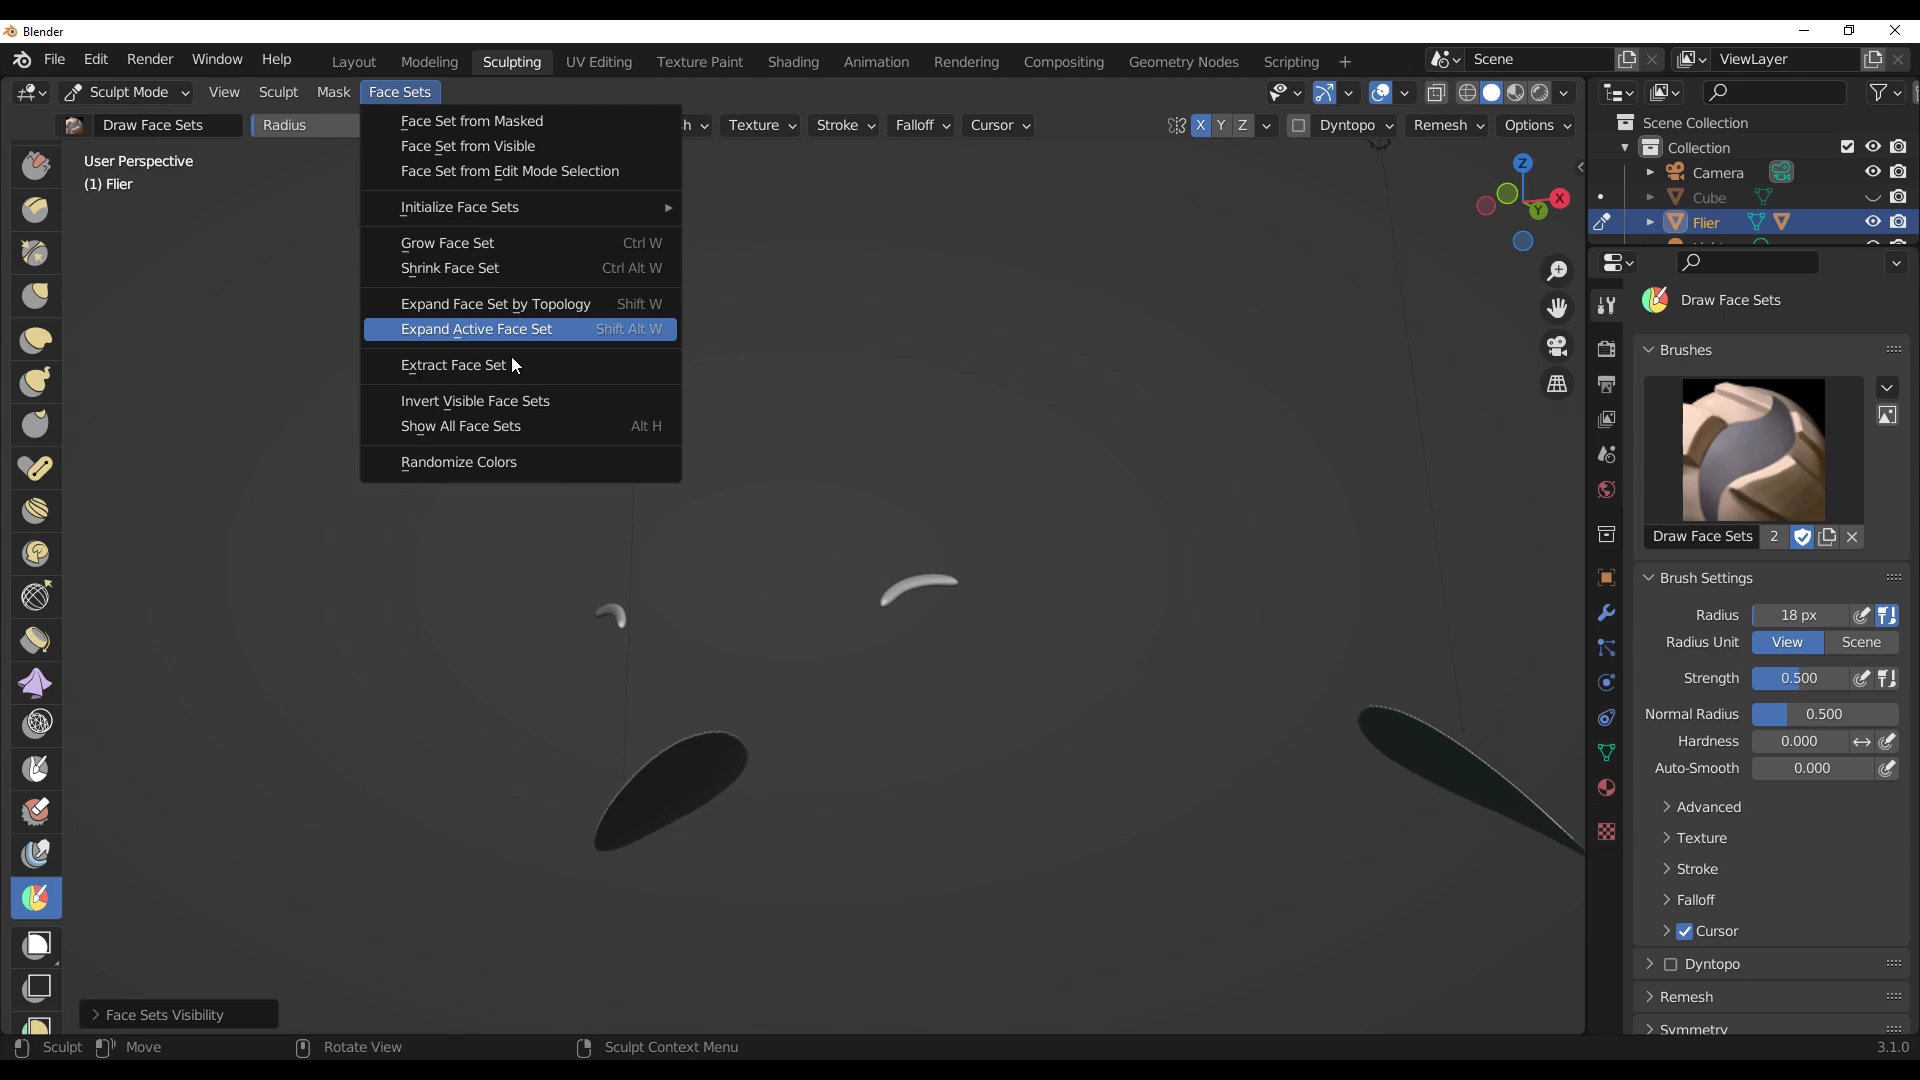 Blender
File Edit Render Window Help Layout Modeling Sculpting UV Editing Texture Paint Shading Animation Rendering Compositing Geometry Nodes Scripting + Scene ViewLayer
Sculpt Mode View Sculpt Mask Face Sets
Draw Face Sets Radius Texture Stroke Falloff Cursor X Y Z Dyntopo Remesh Options
User Perspective
(1) Flier
Face Set from Masked
Face Set from Visible
Face Set from Edit Mode Selection
Initialize Face Sets
Grow Face Set Ctrl W
Shrink Face Set Ctrl Alt W
Expand Face Set by Topology Shift W
Expand Active Face Set Shift Alt W
Extract Face Set
Invert Visible Face Sets
Show All Face Sets Alt H
Randomize Colors
Z
X
Y
Scene Collection
Collection
Camera
Cube
Flier
Draw Face Sets
Brushes
Draw Face Sets 2
Brush Settings
Radius 18 px
Radius Unit View Scene
Strength 0.500
Normal Radius 0.500
Hardness 0.000
Auto-Smooth 0.000
Advanced
Texture
Stroke
Falloff
Cursor
Dyntopo
Remesh
Symmetry
Face Sets Visibility
Sculpt Move Rotate View Sculpt Context Menu 3.1.0